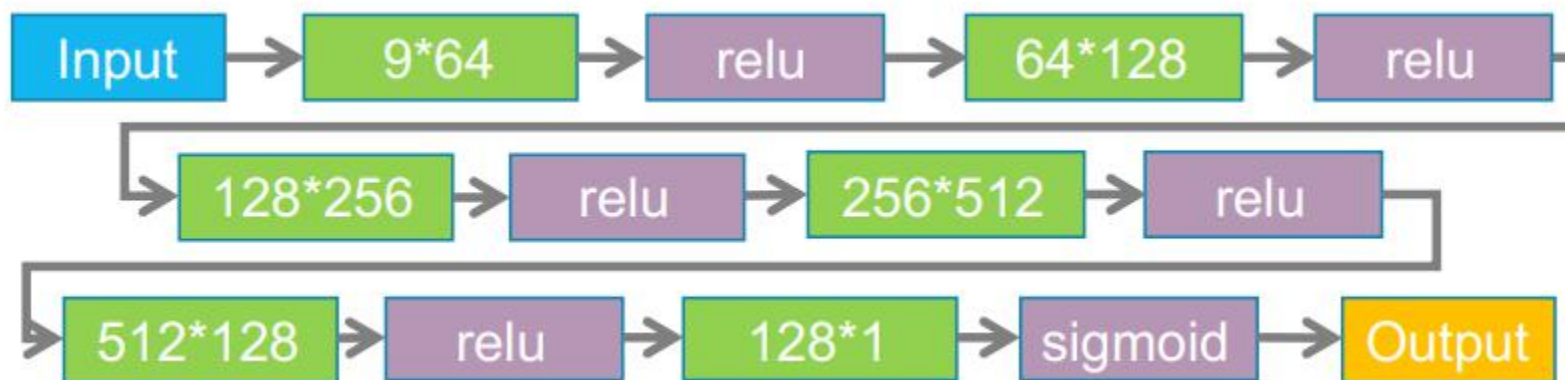 Input 9*64 relu 64*128 relu
128*256 relu 256*512 relu
512*128 relu 128*1 sigmoid Output